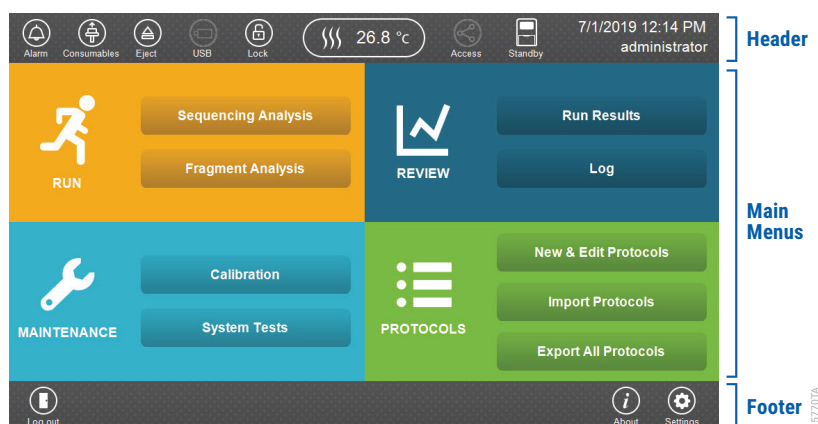 7/1/2019 12:14 PM
administrator
26.8 °c
Alarm
Consumables
Eject
USB
Lock
Access
Standby
Header
Sequencing Analysis
Fragment Analysis
RUN
Run Results
Log
REVIEW
Main
Menus
Calibration
System Tests
MAINTENANCE
New & Edit Protocols
Import Protocols
Export All Protocols
PROTOCOLS
Log out
About
Settings
Footer
5770TA